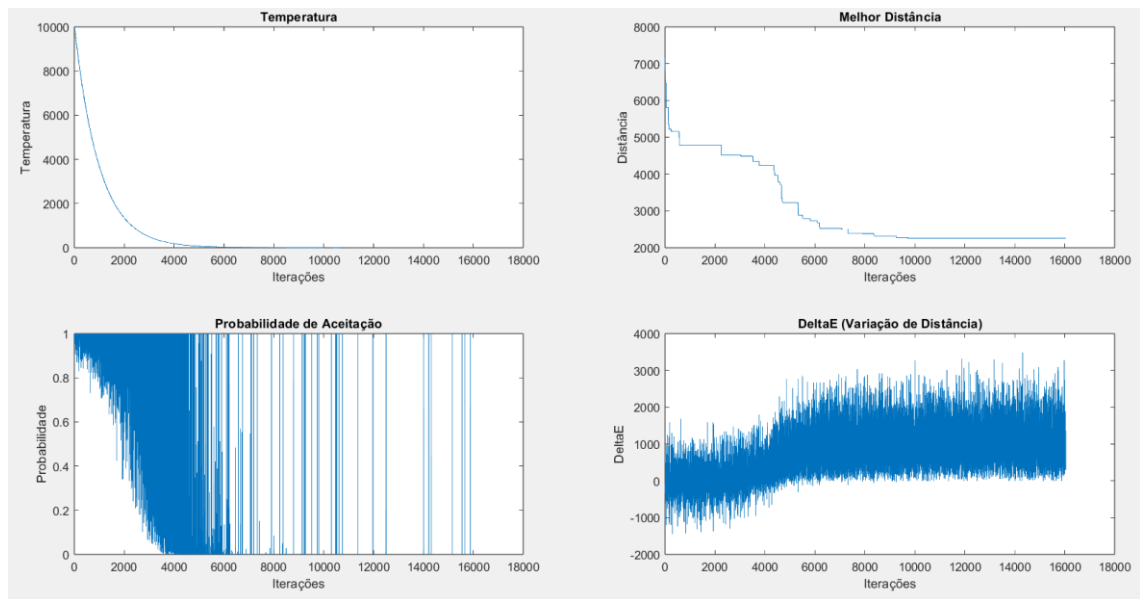 Temperatura
10000
8000
6000
4000
2000
0
Temperatura
0 2000 4000 6000 8000 10000 12000 14000 16000 18000
Iterações
Melhor Distância
8000
7000
6000
5000
4000
3000
2000
Distância
0 2000 4000 6000 8000 10000 12000 14000 16000 18000
Iterações
Probabilidade de Aceitação
1
0.8
0.6
0.4
0.2
0
Probabilidade
0 2000 4000 6000 8000 10000 12000 14000 16000 18000
Iterações
DeltaE (Variação de Distância)
4000
3000
2000
1000
0
-1000
-2000
DeltaE
0 2000 4000 6000 8000 10000 12000 14000 16000 18000
Iterações